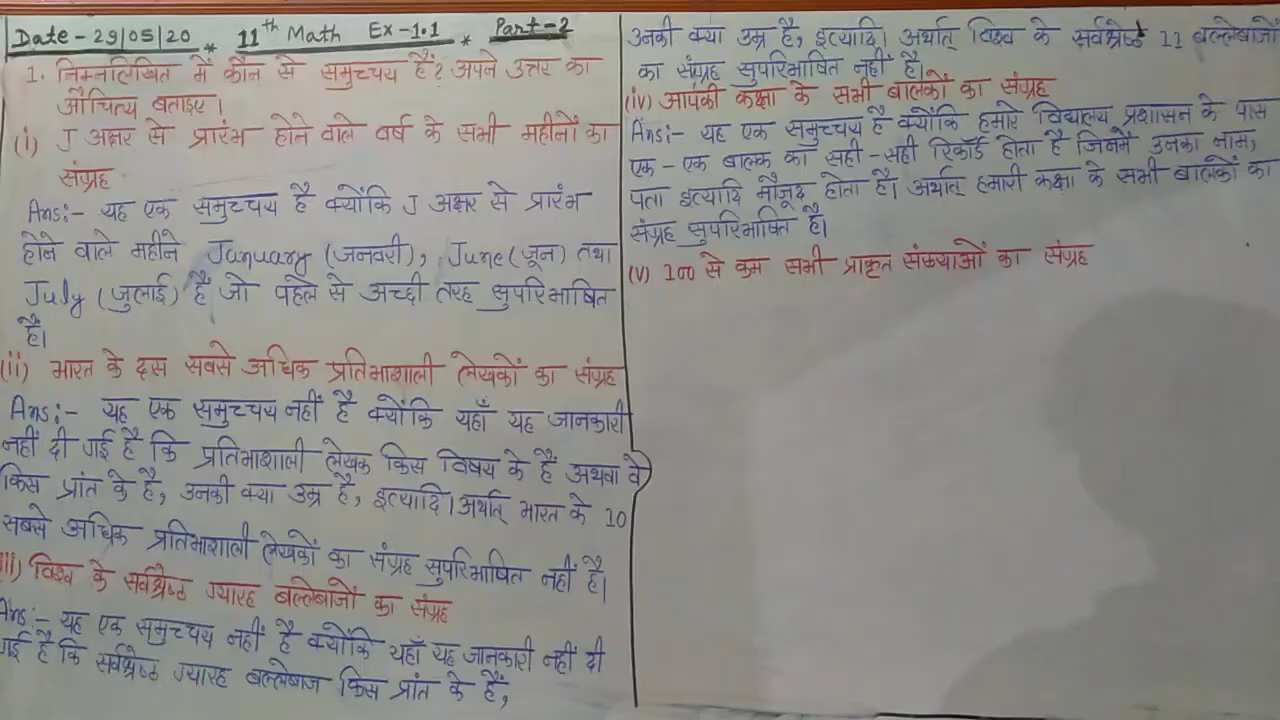 Date - 29/05/20 * 11th Math Ex-1.1 * Part-2
1. निम्नलिखित में कौन से समुच्चय हैं? अपने उत्तर का
औचित्य बताइए।
(i) J अक्षर से प्रारंभ होने वाले वर्ष के सभी महीनों का
संग्रह
Ans:- यह एक समुच्चय है क्योंकि J अक्षर से प्रारंभ
होने वाले महीने January (जनवरी), June (जून) तथा
July (जुलाई) है जो पहले से अच्छी तरह सुपरिभाषित
है।
(ii) भारत के दस सबसे अधिक प्रतिभाशाली लेखकों का संग्रह
Ans:- यह एक समुच्चय नहीं है क्योंकि यहाँ यह जानकारी
नहीं दी गई है कि प्रतिभाशाली लेखक किस विषय के हैं अथवा वे
किस प्रांत के है, उनकी क्या उम्र है, इत्यादि। अर्थात् भारत के 10
सबसे अधिक प्रतिभाशाली लेखकों का संग्रह सुपरिभाषित नहीं है।
iii) विश्व के सर्वश्रेष्ठ ग्यारह बल्लेबाजों का संग्रह
Ans:- यह एक समुच्चय नहीं है क्योंकि यहाँ यह जानकारी नहीं दी
गई है कि सर्वश्रेष्ठ ग्यारह बल्लेबाज किस प्रांत के हैं,
उनकी क्या उम्र है, इत्यादि। अर्थात् विश्व के सर्वश्रेष्ठ 11 बल्लेबाजों
का संग्रह सुपरिभाषित नहीं है।
(iv) आपकी कक्षा के सभी बालकों का संग्रह
Ans:- यह एक समुच्चय है क्योंकि हमारे विद्यालय प्रशासन के पास
एक-एक बालक का सही-सही रिकॉर्ड होता है जिनमें उनका नाम,
पता इत्यादि मौजूद होता है। अर्थात् हमारी कक्षा के सभी बालकों का
संग्रह सुपरिभाषित है।
(v) 100 से कम सभी प्राकृत संख्याओं का संग्रह